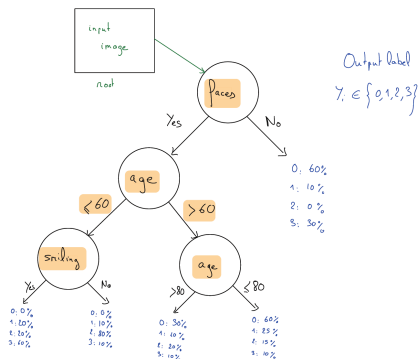 input
image
root
Output label
Yᵢ ∈ {0,1,2,3}
Faces
Yes
No
0: 60%
1: 10%
2: 0%
3: 30%
age
≤60
>60
smiling
age
Yes
No
>80
≤80
0: 0%
1: 20%
2: 20%
3: 60%
0: 0%
1: 10%
2: 80%
3: 10%
0: 30%
1: 40%
2: 20%
3: 10%
0: 60%
1: 25%
2: 15%
3: 10%